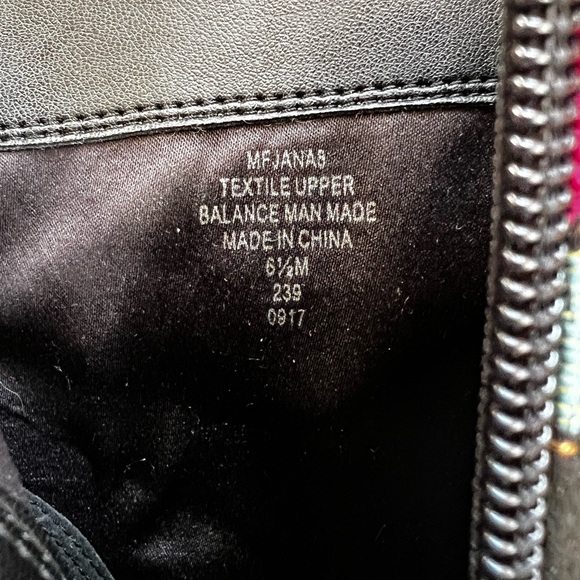 MFJANA8
TEXTILE UPPER
BALANCE MAN MADE
MADE IN CHINA
6½M
239
0917